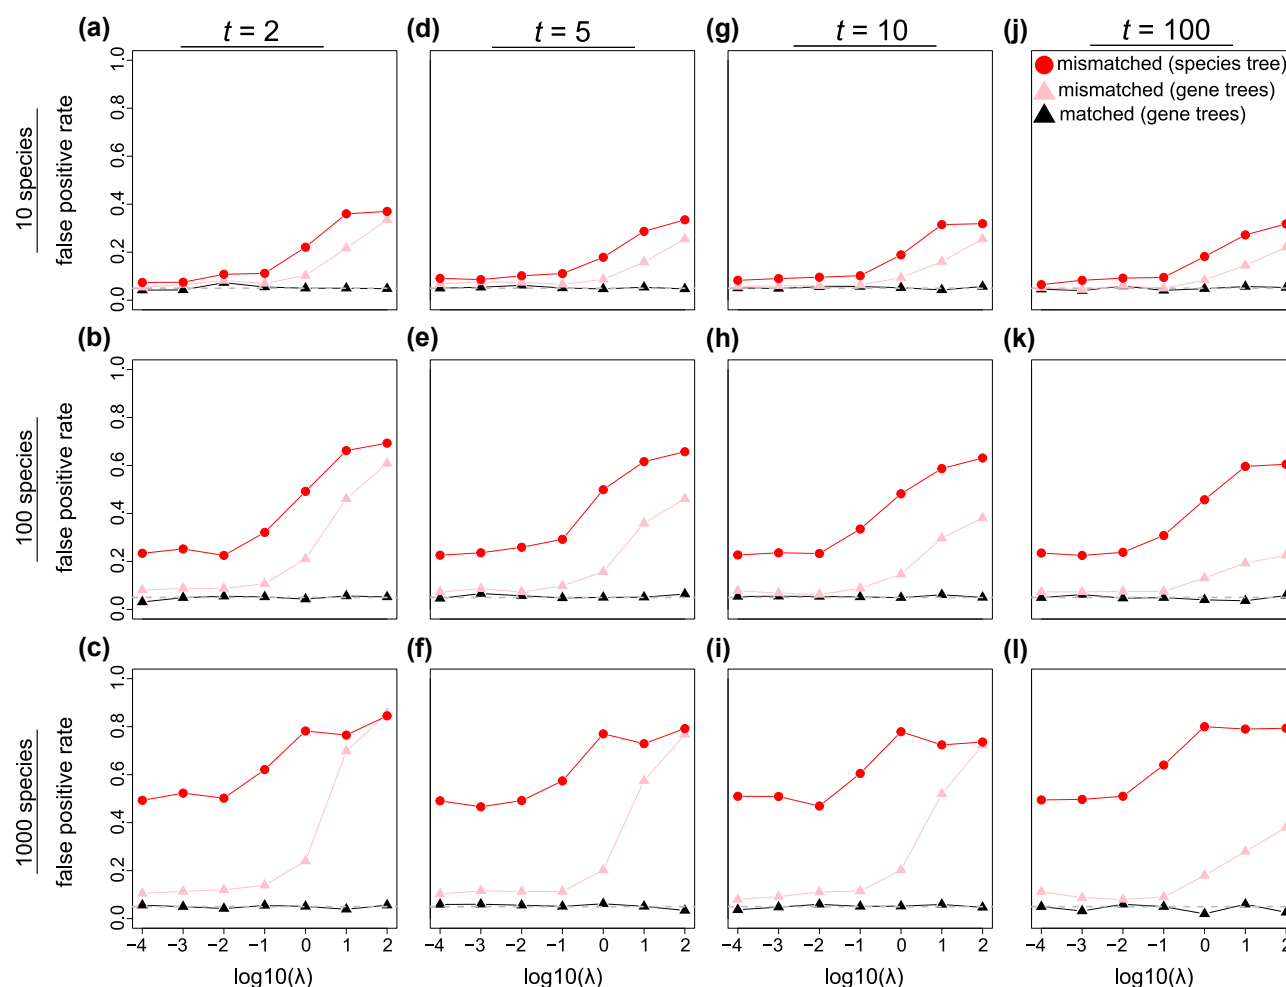 (a) t = 2 (d) t = 5 (g) t = 10 (j) t = 100
mismatched (species tree)
mismatched (gene trees)
matched (gene trees)
10 species
false positive rate
0.0 0.2 0.4 0.6 0.8 1.0
(b) (e) (h) (k)
100 species
false positive rate
0.0 0.2 0.4 0.6 0.8 1.0
(c) (f) (i) (l)
1000 species
false positive rate
0.0 0.2 0.4 0.6 0.8 1.0
−4 −3 −2 −1 0 1 2 −4 −3 −2 −1 0 1 2 −4 −3 −2 −1 0 1 2 −4 −3 −2 −1 0 1 2
log10(λ) log10(λ) log10(λ) log10(λ)